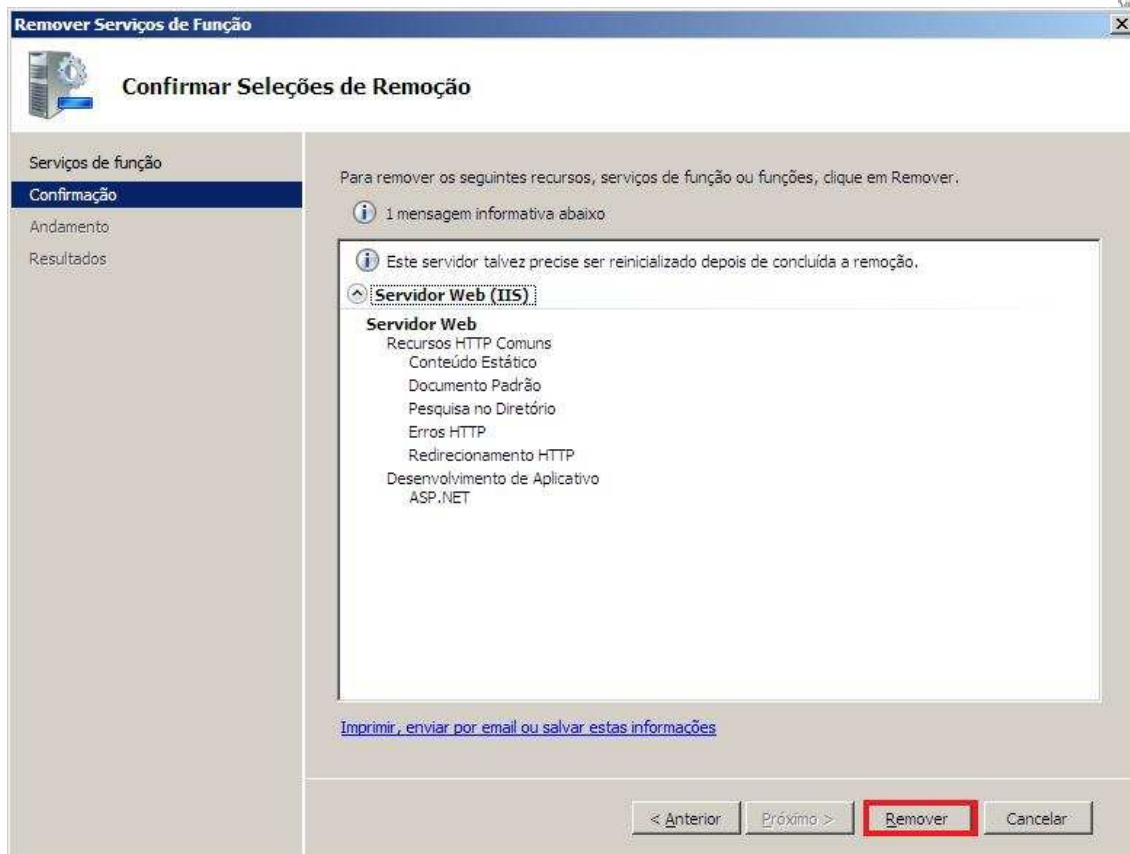 Remover Serviços de Função
Confirmar Seleções de Remoção
Serviços de função
Confirmação
Andamento
Resultados
Para remover os seguintes recursos, serviços de função ou funções, clique em Remover.
1 mensagem informativa abaixo
Este servidor talvez precise ser reinicializado depois de concluída a remoção.
Servidor Web (IIS)
Servidor Web
Recursos HTTP Comuns
Conteúdo Estático
Documento Padrão
Pesquisa no Diretório
Erros HTTP
Redirecionamento HTTP
Desenvolvimento de Aplicativo
ASP.NET
Imprimir, enviar por email ou salvar estas informações
< Anterior Próximo > Remover Cancelar